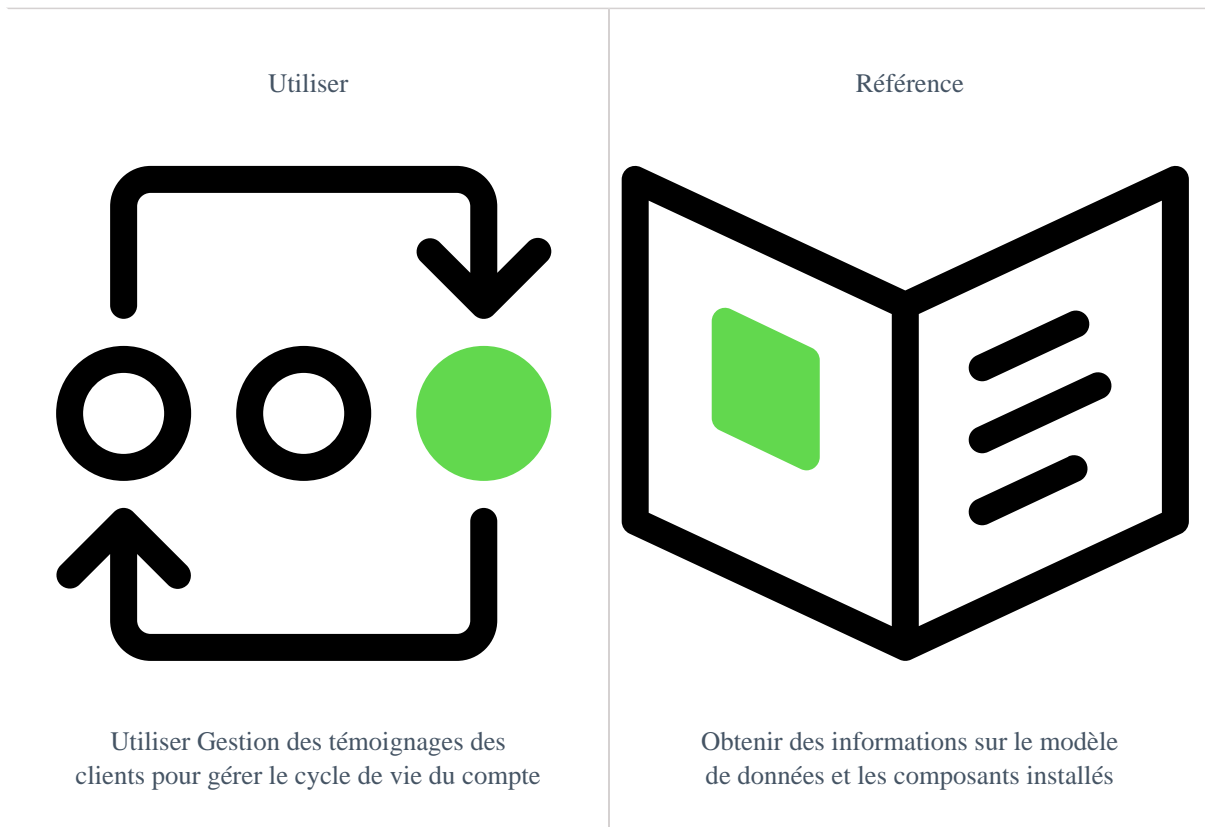 Utiliser
Utiliser Gestion des témoignages des
clients pour gérer le cycle de vie du compte
Référence
Obtenir des informations sur le modèle
de données et les composants installés